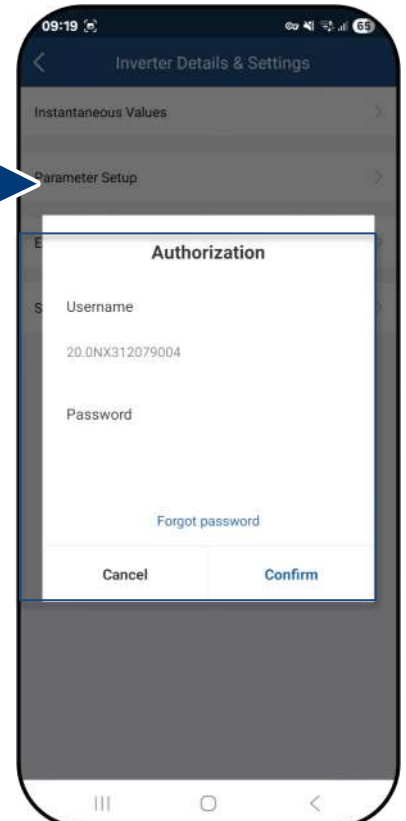 09:19
65
Inverter Details & Settings
Instantaneous Values
Parameter Setup
E
Authorization
S
Username
20.0NX312079004
Password
Forgot password
Cancel
Confirm